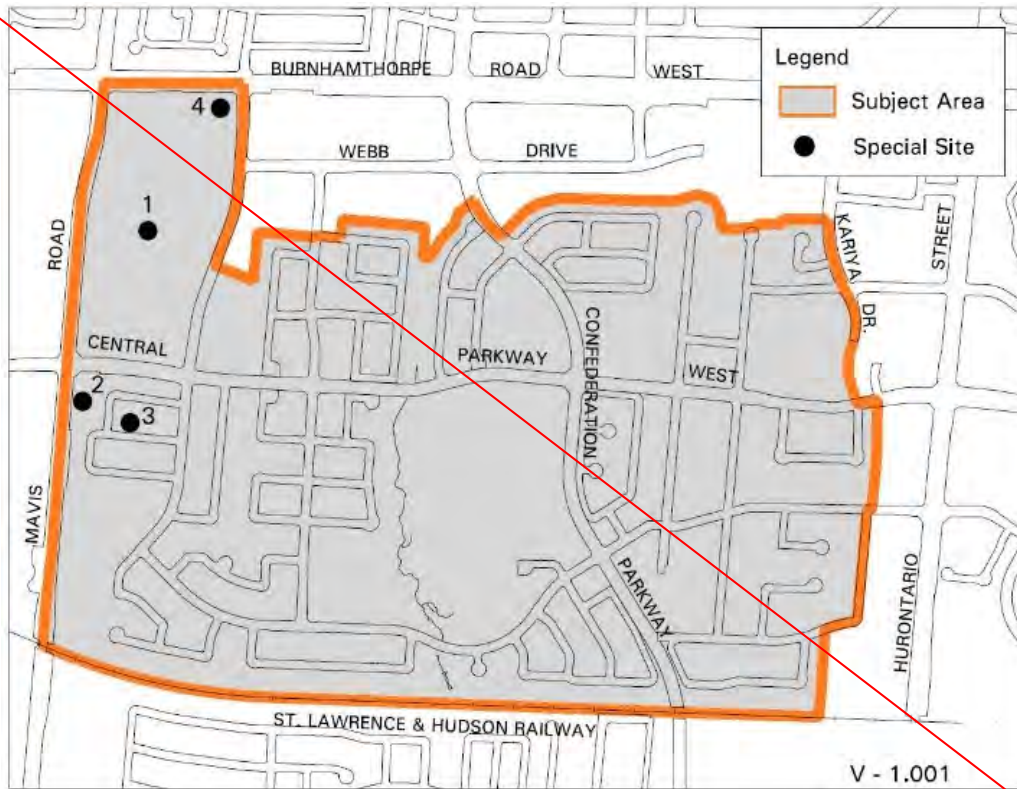 BURNHAMTHORPE ROAD WEST
Legend
Subject Area
Special Site
4
WEBB DRIVE
1
ROAD
KARIYA DR.
STREET
CENTRAL PARKWAY WEST
CONFEDERATION PARKWAY
2
3
MAVIS
HURONTARIO
ST. LAWRENCE & HUDSON RAILWAY
V - 1.001